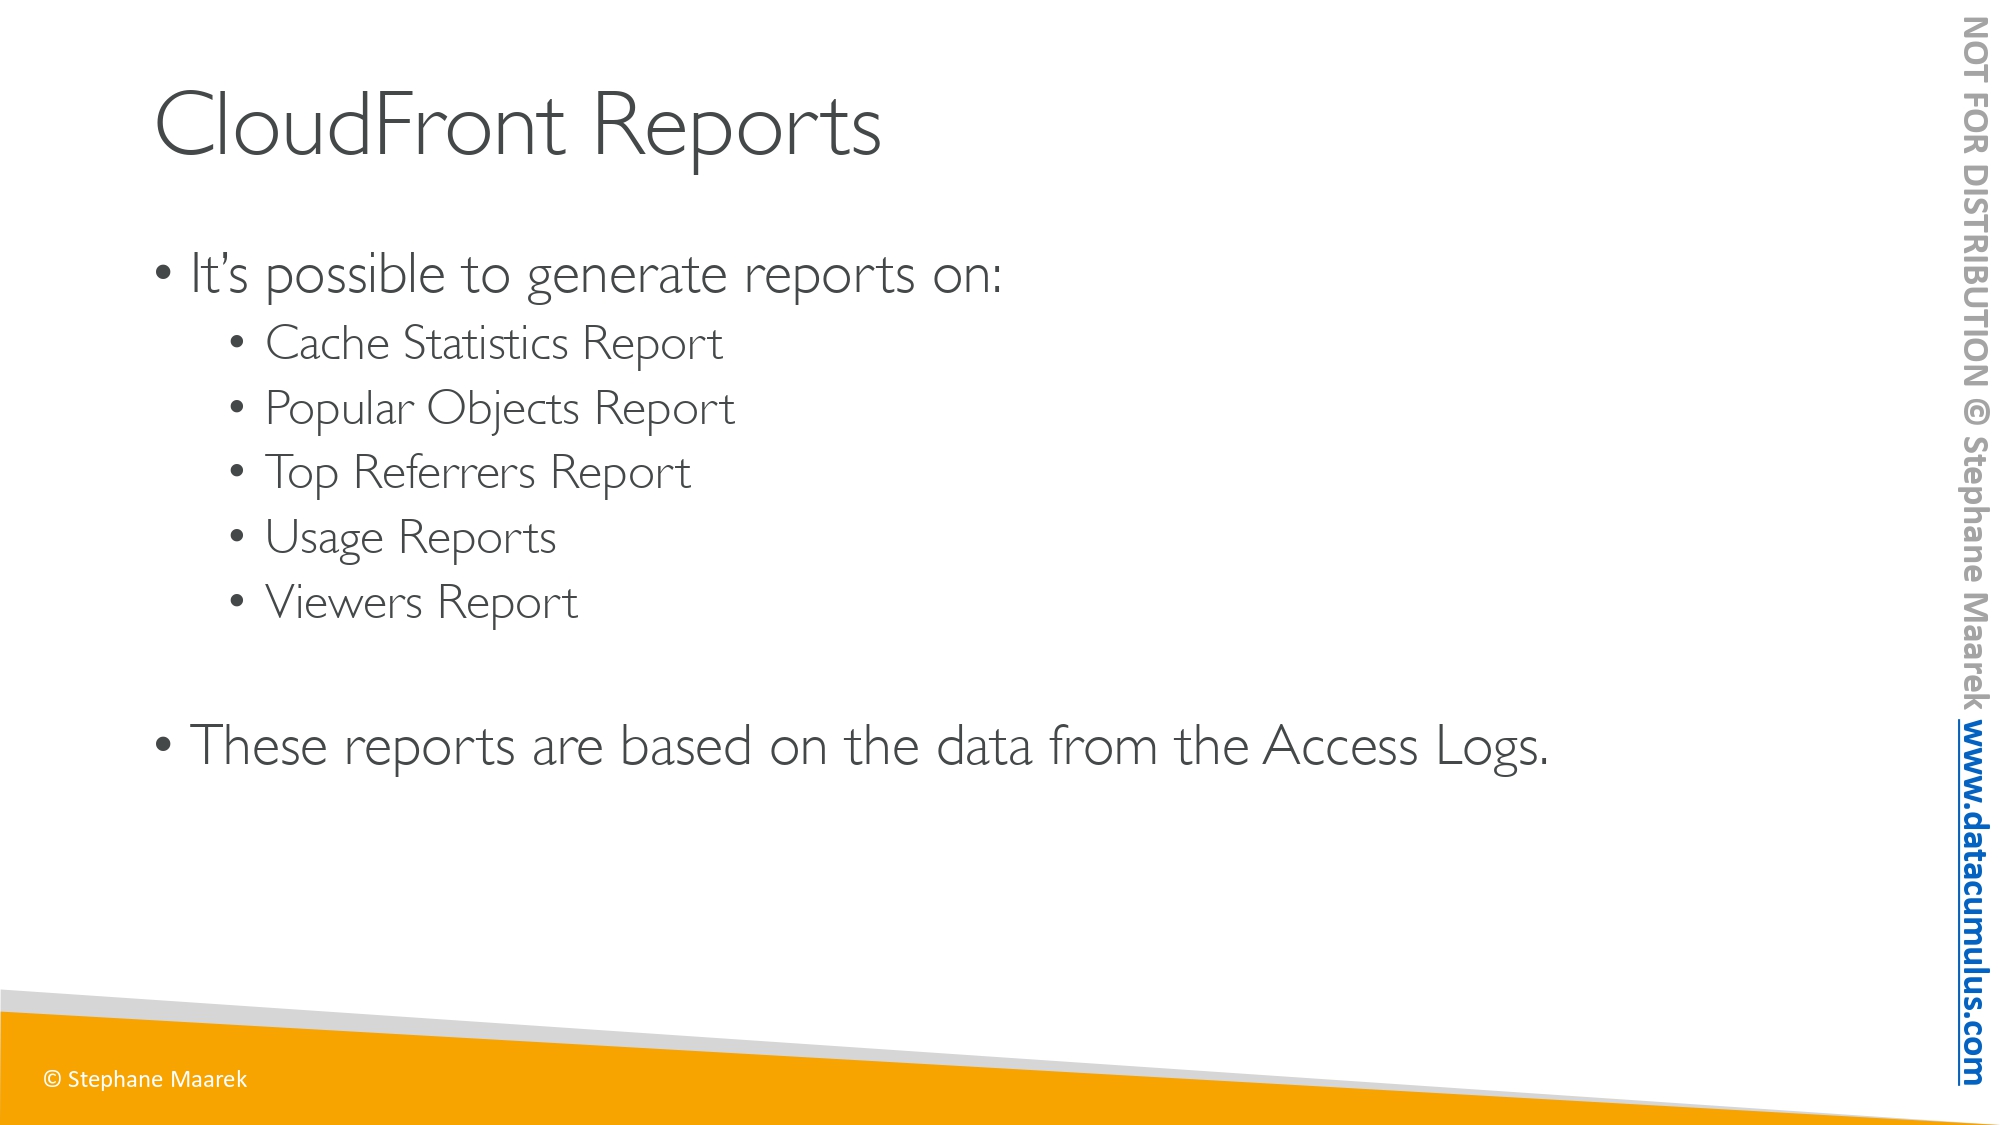 CloudFront Reports
• It’s possible to generate reports on:
• Cache Statistics Report
• Popular Objects Report
• Top Referrers Report
• Usage Reports
• Viewers Report
• These reports are based on the data from the Access Logs.
© Stephane Maarek
NOT FOR DISTRIBUTION © Stephane Maarek www.datacumulus.com